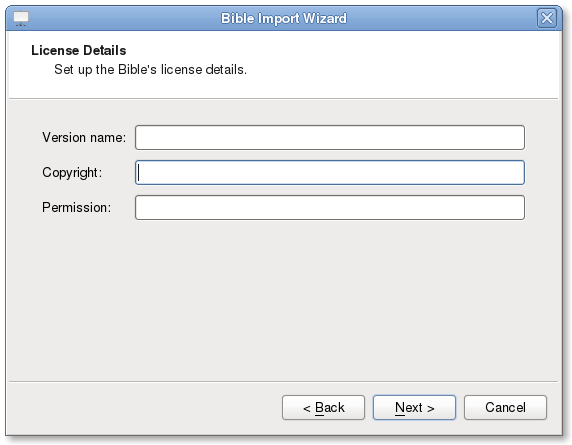 Bible Import Wizard
License Details
Set up the Bible's license details.
Version name:
Copyright:
Permission:
< Back Next > Cancel